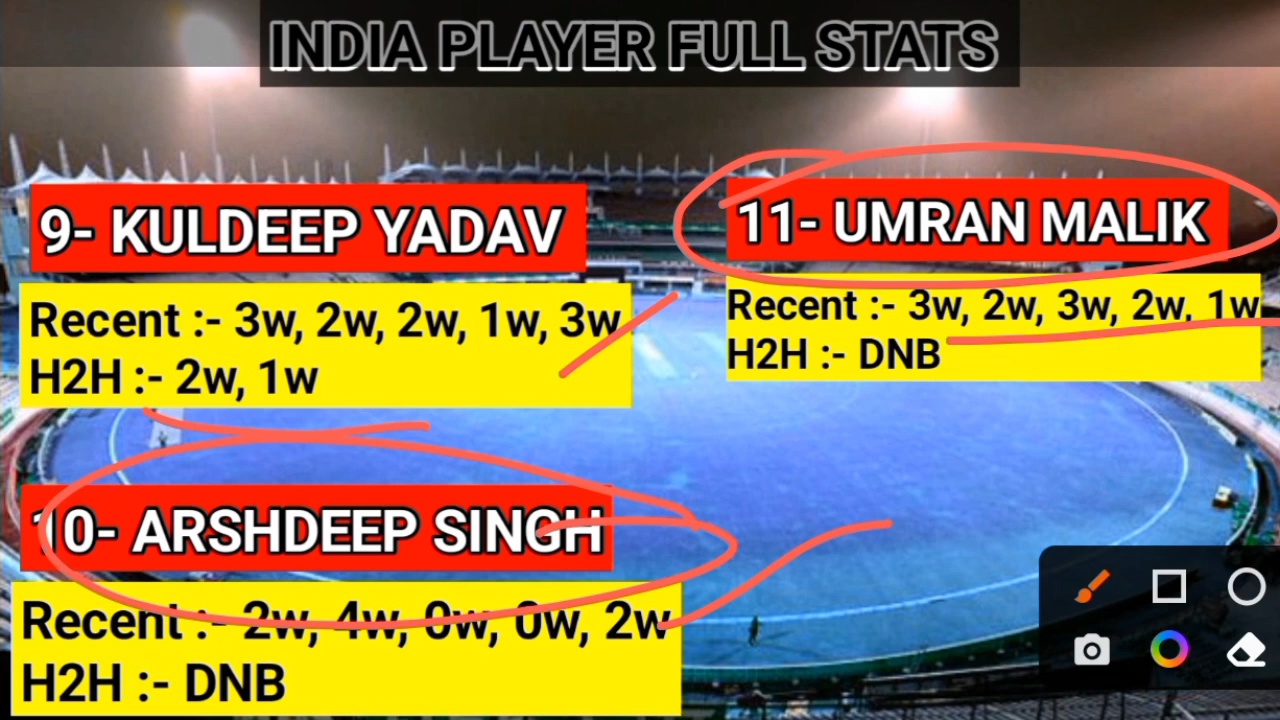 INDIA PLAYER FULL STATS
9- KULDEEP YADAV
Recent :- 3w, 2w, 2w, 1w, 3w
H2H :- 2w, 1w
10- ARSHDEEP SINGH
Recent :- 2w, 4w, 0w, 0w, 2w
H2H :- DNB
11- UMRAN MALIK
Recent :- 3w, 2w, 3w, 2w, 1w
H2H :- DNB